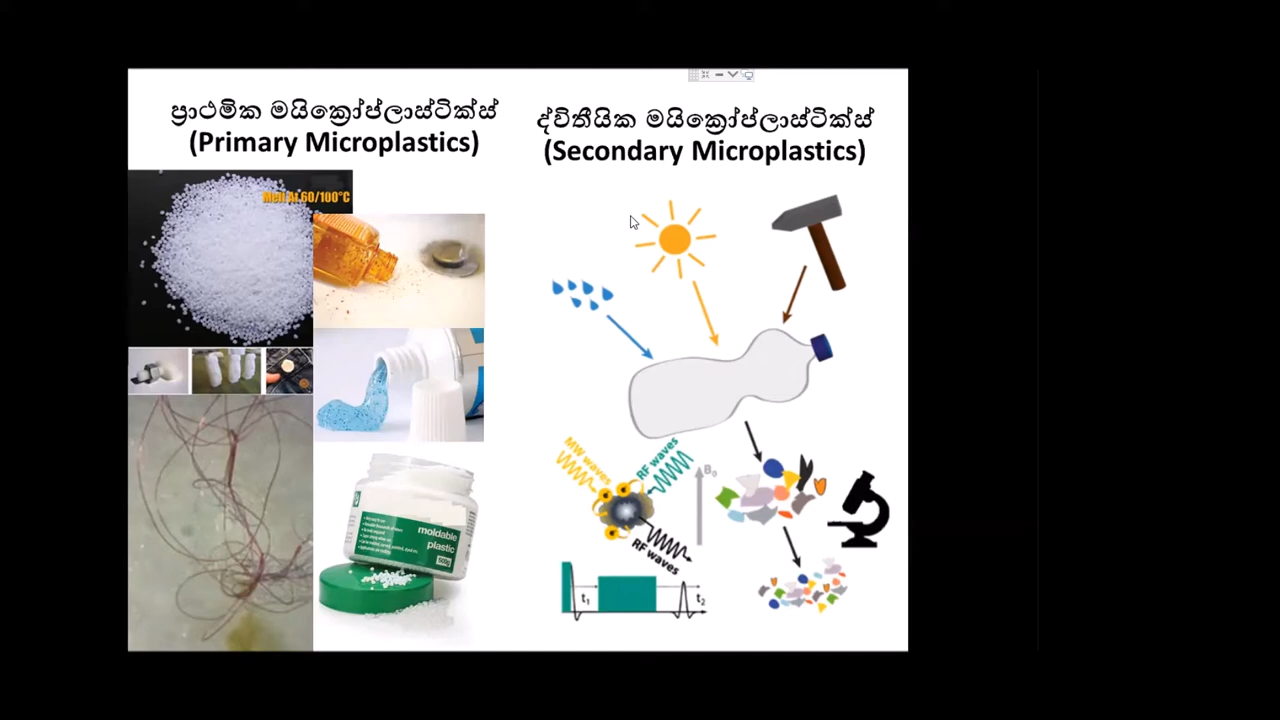 ප්‍රාථමික මයික්‍රෝප්ලාස්ටික්ස්
(Primary Microplastics)
ද්විතීයික මයික්‍රෝප්ලාස්ටික්ස්
(Secondary Microplastics)
Melt At 60/100°C
moldable
plastic
500g
MW waves
RF waves
B₀
RF waves
t₁
t₂